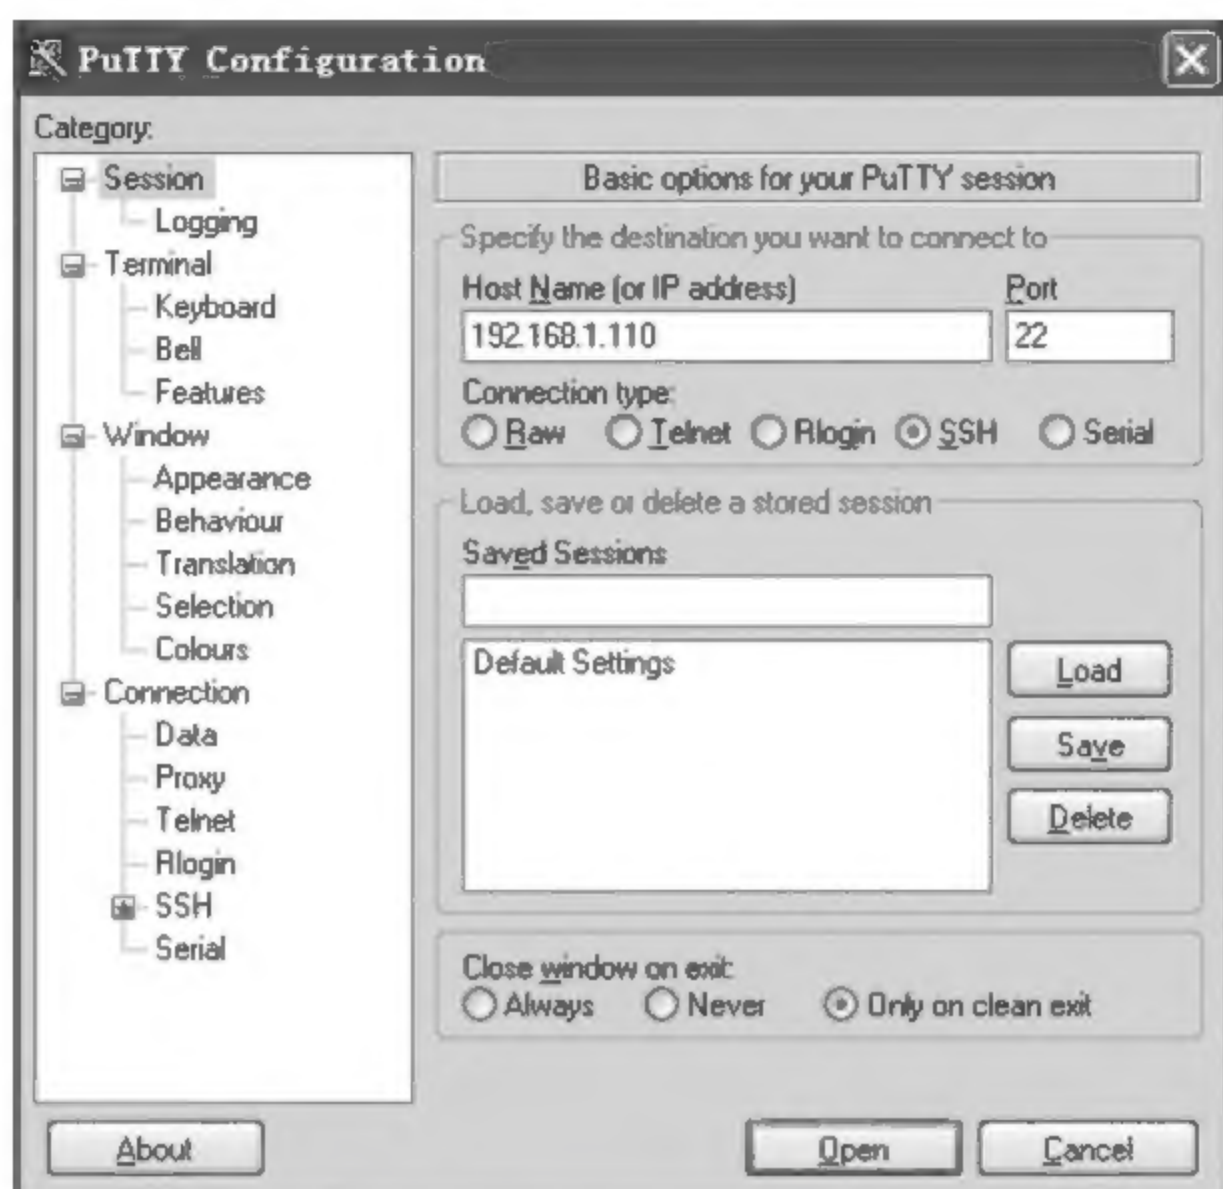 PuTTY Configuration
Category:
Session
Logging
Terminal
Keyboard
Bell
Features
Window
Appearance
Behaviour
Translation
Selection
Colours
Connection
Data
Proxy
Telnet
Rlogin
SSH
Serial
Basic options for your PuTTY session
Specify the destination you want to connect to
Host Name (or IP address) Port
192.168.1.110 22
Connection type:
Raw Telnet Rlogin SSH Serial
Load, save or delete a stored session
Saved Sessions
Default Settings
Load
Save
Delete
Close window on exit:
Always Never Only on clean exit
About Open Cancel